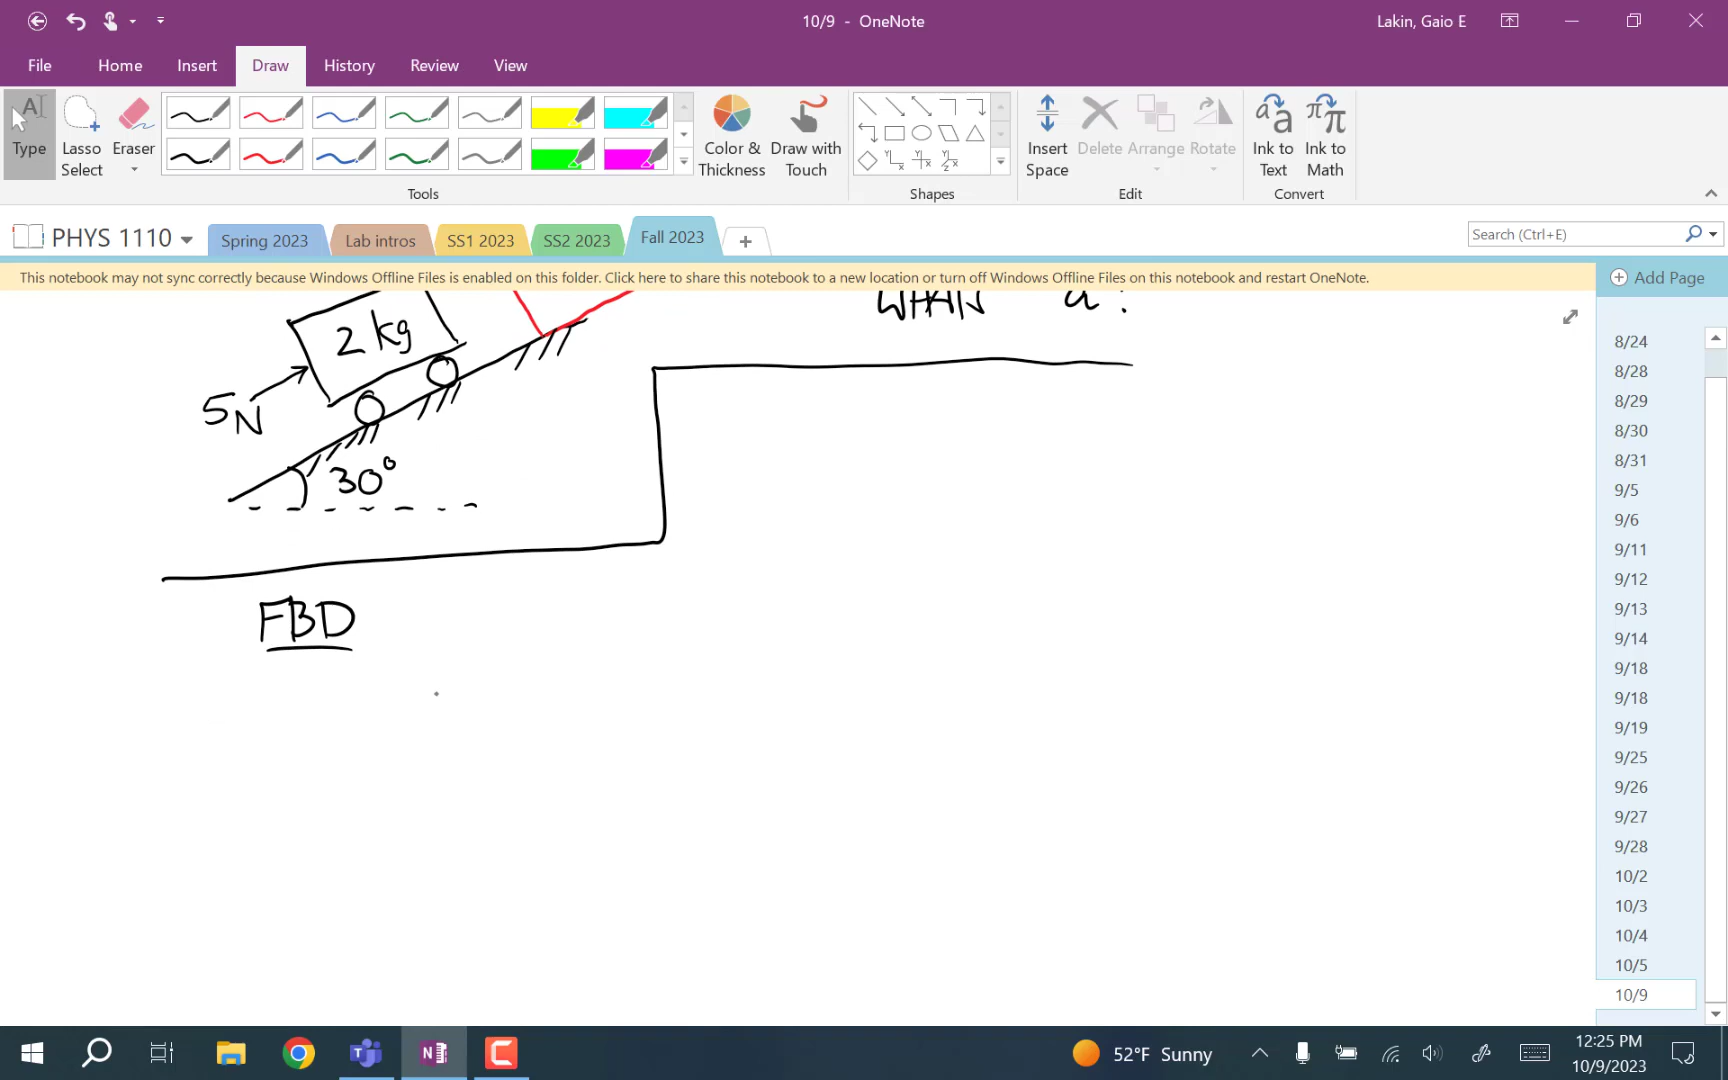 10/9 - OneNote
Lakin, Gaio E
File Home Insert Draw History Review View
Type
Lasso Select
Eraser
Color & Thickness
Draw with Touch
Insert Space
Delete
Arrange
Rotate
Ink to Text
Ink to Math
Tools
Shapes
Edit
Convert
PHYS 1110
Spring 2023
Lab intros
SS1 2023
SS2 2023
Fall 2023
Search (Ctrl+E)
This notebook may not sync correctly because Windows Offline Files is enabled on this folder. Click here to share this notebook to a new location or turn off Windows Offline Files on this notebook and restart OneNote.
Add Page
2 kg
5N
30°
FBD
8/24
8/28
8/29
8/30
8/31
9/5
9/6
9/11
9/12
9/13
9/14
9/18
9/18
9/19
9/25
9/26
9/27
9/28
10/2
10/3
10/4
10/5
10/9
52°F Sunny
12:25 PM
10/9/2023